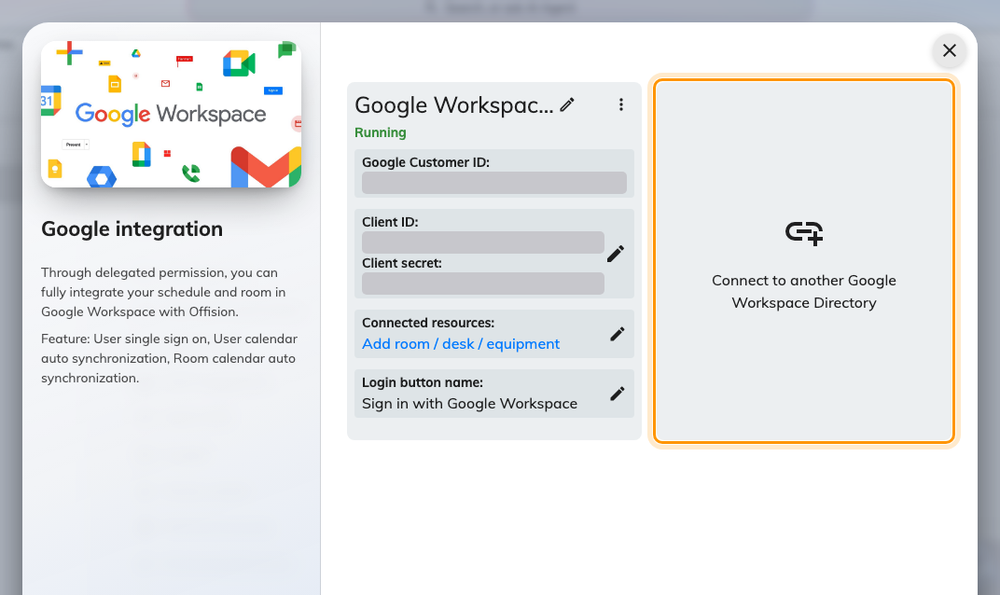 31
Google Workspace
Present
Google integration
Through delegated permission, you can
fully integrate your schedule and room in
Google Workspace with Offision.
Feature: User single sign on, User calendar
auto synchronization, Room calendar auto
synchronization.
Google Workspac...
Running
Google Customer ID:
Client ID:
Client secret:
Connected resources:
Add room / desk / equipment
Login button name:
Sign in with Google Workspace
Connect to another Google
Workspace Directory